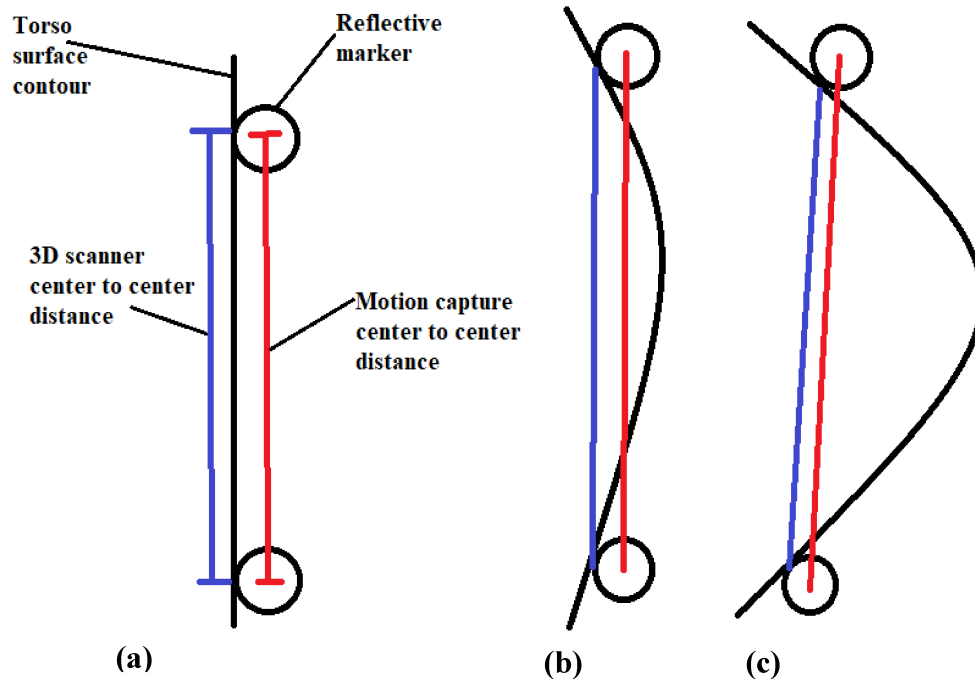 Torso
surface
contour
Reflective
marker
3D scanner
center to center
distance
Motion capture
center to center
distance
(a)
(b)
(c)